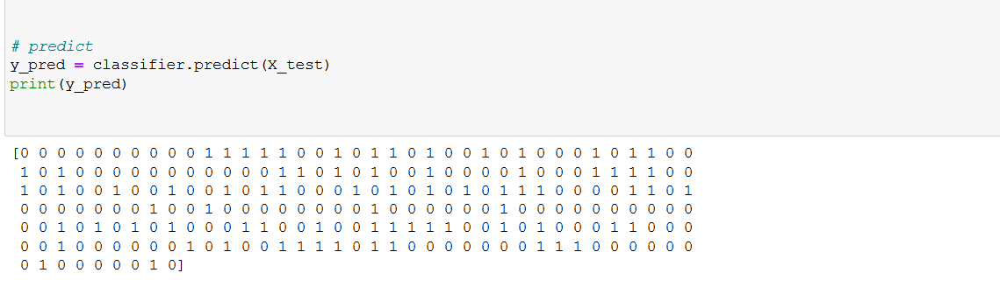 # predict
y_pred = classifier.predict(X_test)
print(y_pred)
[0 0 0 0 0 0 0 0 0 0 1 1 1 1 1 0 0 1 0 1 1 0 1 0 0 1 0 1 0 0 0 1 0 1 1 0 0
1 0 1 0 0 0 0 0 0 0 0 0 0 0 1 1 0 1 0 1 0 0 1 0 0 0 0 1 0 0 0 1 1 1 1 0 0
1 0 1 0 0 1 0 0 1 0 0 1 0 1 1 0 0 0 1 0 1 0 1 0 1 0 1 1 1 0 0 0 0 1 1 0 1
0 0 0 0 0 0 0 1 0 0 1 0 0 0 0 0 0 0 0 1 0 0 0 0 0 0 1 0 0 0 0 0 0 0 0 0 0
0 0 1 0 1 0 1 0 1 0 0 0 1 1 0 0 1 0 0 1 1 1 1 1 0 0 1 0 1 0 0 0 1 1 0 0 0
0 0 1 0 0 0 0 0 0 1 0 1 0 0 1 1 1 1 0 1 1 0 0 0 0 0 0 0 1 1 1 0 0 0 0 0 0
0 1 0 0 0 0 0 1 0]